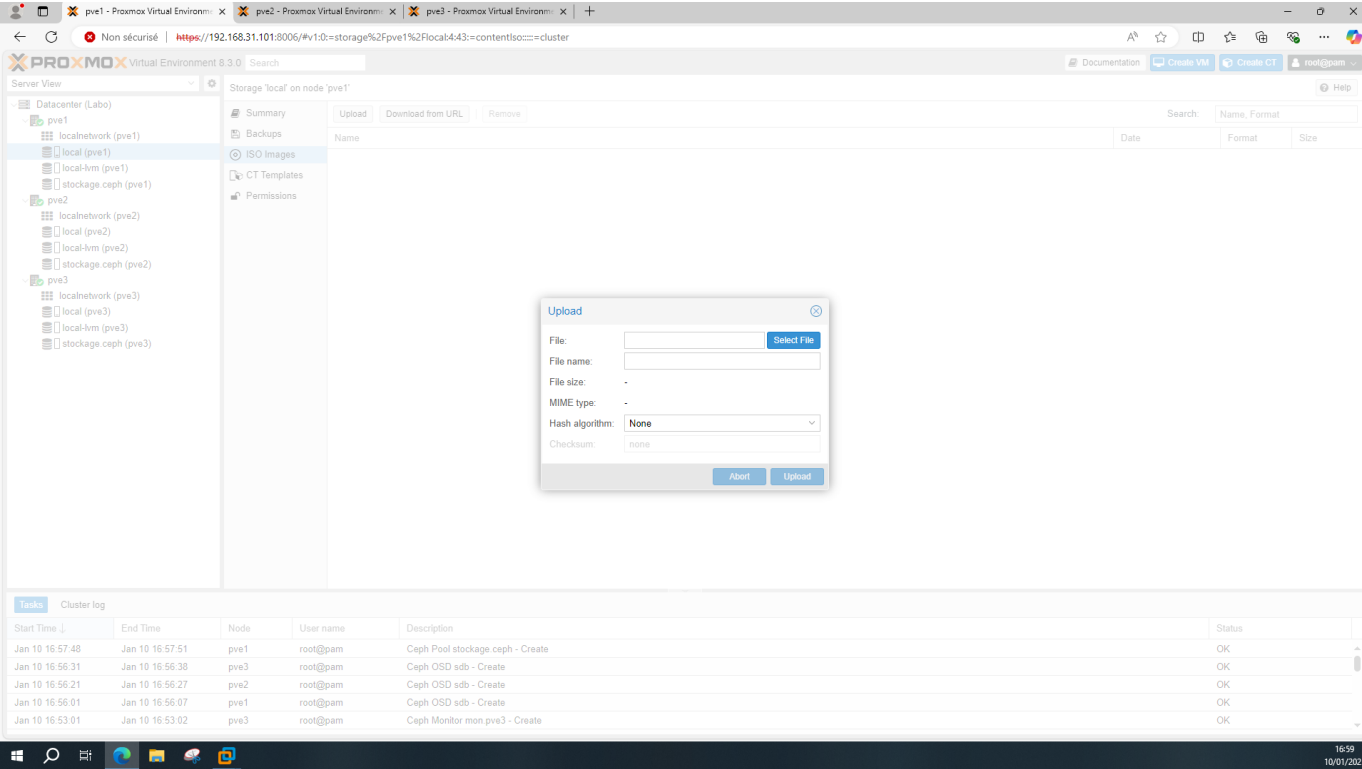 pve1 - Proxmox Virtual Environme
pve2 - Proxmox Virtual Environme
pve3 - Proxmox Virtual Environme
Non sécurisé | https://192.168.31.101:8006/#v1:0:=storage%2Fpve1%2Flocal:4:43:=contentIso:::::=cluster
PROXMOX Virtual Environment 8.3.0 Search Documentation Create VM Create CT root@pam
Server View
Storage 'local' on node 'pve1' Help
Datacenter (Labo)
pve1
localnetwork (pve1)
local (pve1)
local-lvm (pve1)
stockage.ceph (pve1)
pve2
localnetwork (pve2)
local (pve2)
local-lvm (pve2)
stockage.ceph (pve2)
pve3
localnetwork (pve3)
local (pve3)
local-lvm (pve3)
stockage.ceph (pve3)
Summary
Backups
ISO Images
CT Templates
Permissions
Upload Download from URL Remove Search: Name, Format
Name Date Format Size
Upload
File: Select File
File name:
File size: -
MIME type: -
Hash algorithm: None
Checksum: none
Abort Upload
Tasks Cluster log
Start Time ↓ End Time Node User name Description Status
Jan 10 16:57:48 Jan 10 16:57:51 pve1 root@pam Ceph Pool stockage.ceph - Create OK
Jan 10 16:56:31 Jan 10 16:56:38 pve3 root@pam Ceph OSD sdb - Create OK
Jan 10 16:56:21 Jan 10 16:56:27 pve2 root@pam Ceph OSD sdb - Create OK
Jan 10 16:56:01 Jan 10 16:56:07 pve1 root@pam Ceph OSD sdb - Create OK
Jan 10 16:53:01 Jan 10 16:53:02 pve3 root@pam Ceph Monitor mon.pve3 - Create OK
16:59
10/01/202